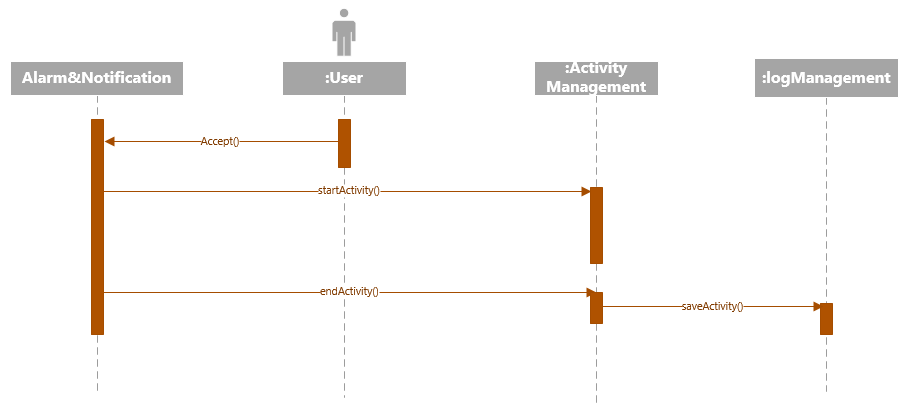 Alarm&Notification
:User
:Activity
Management
:logManagement
Accept()
startActivity()
endActivity()
saveActivity()